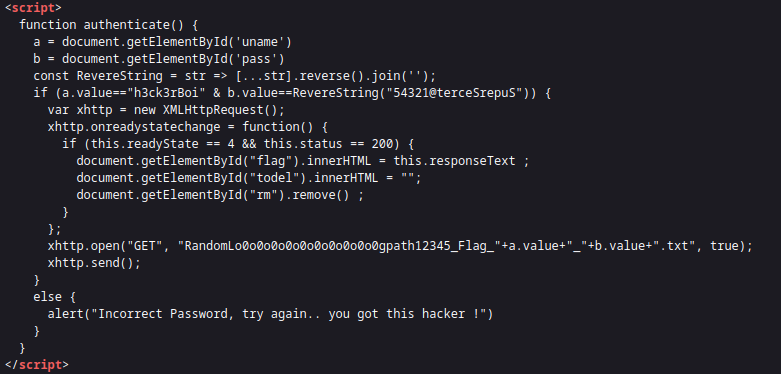 <script>
function authenticate() {
a = document.getElementById('uname')
b = document.getElementById('pass')
const RevereString = str => [...str].reverse().join('');
if (a.value=="h3ck3rBoi" & b.value==RevereString("54321@terceSrepuS")) {
var xhttp = new XMLHttpRequest();
xhttp.onreadystatechange = function() {
if (this.readyState == 4 && this.status == 200) {
document.getElementById("flag").innerHTML = this.responseText ;
document.getElementById("todel").innerHTML = "";
document.getElementById("rm").remove() ;
}
};
xhttp.open("GET", "RandomLo0o0o0o0o0o0o0o0o0o0gpath12345_Flag_"+a.value+"_"+b.value+".txt", true);
xhttp.send();
}
else {
alert("Incorrect Password, try again.. you got this hacker !")
}
}
</script>